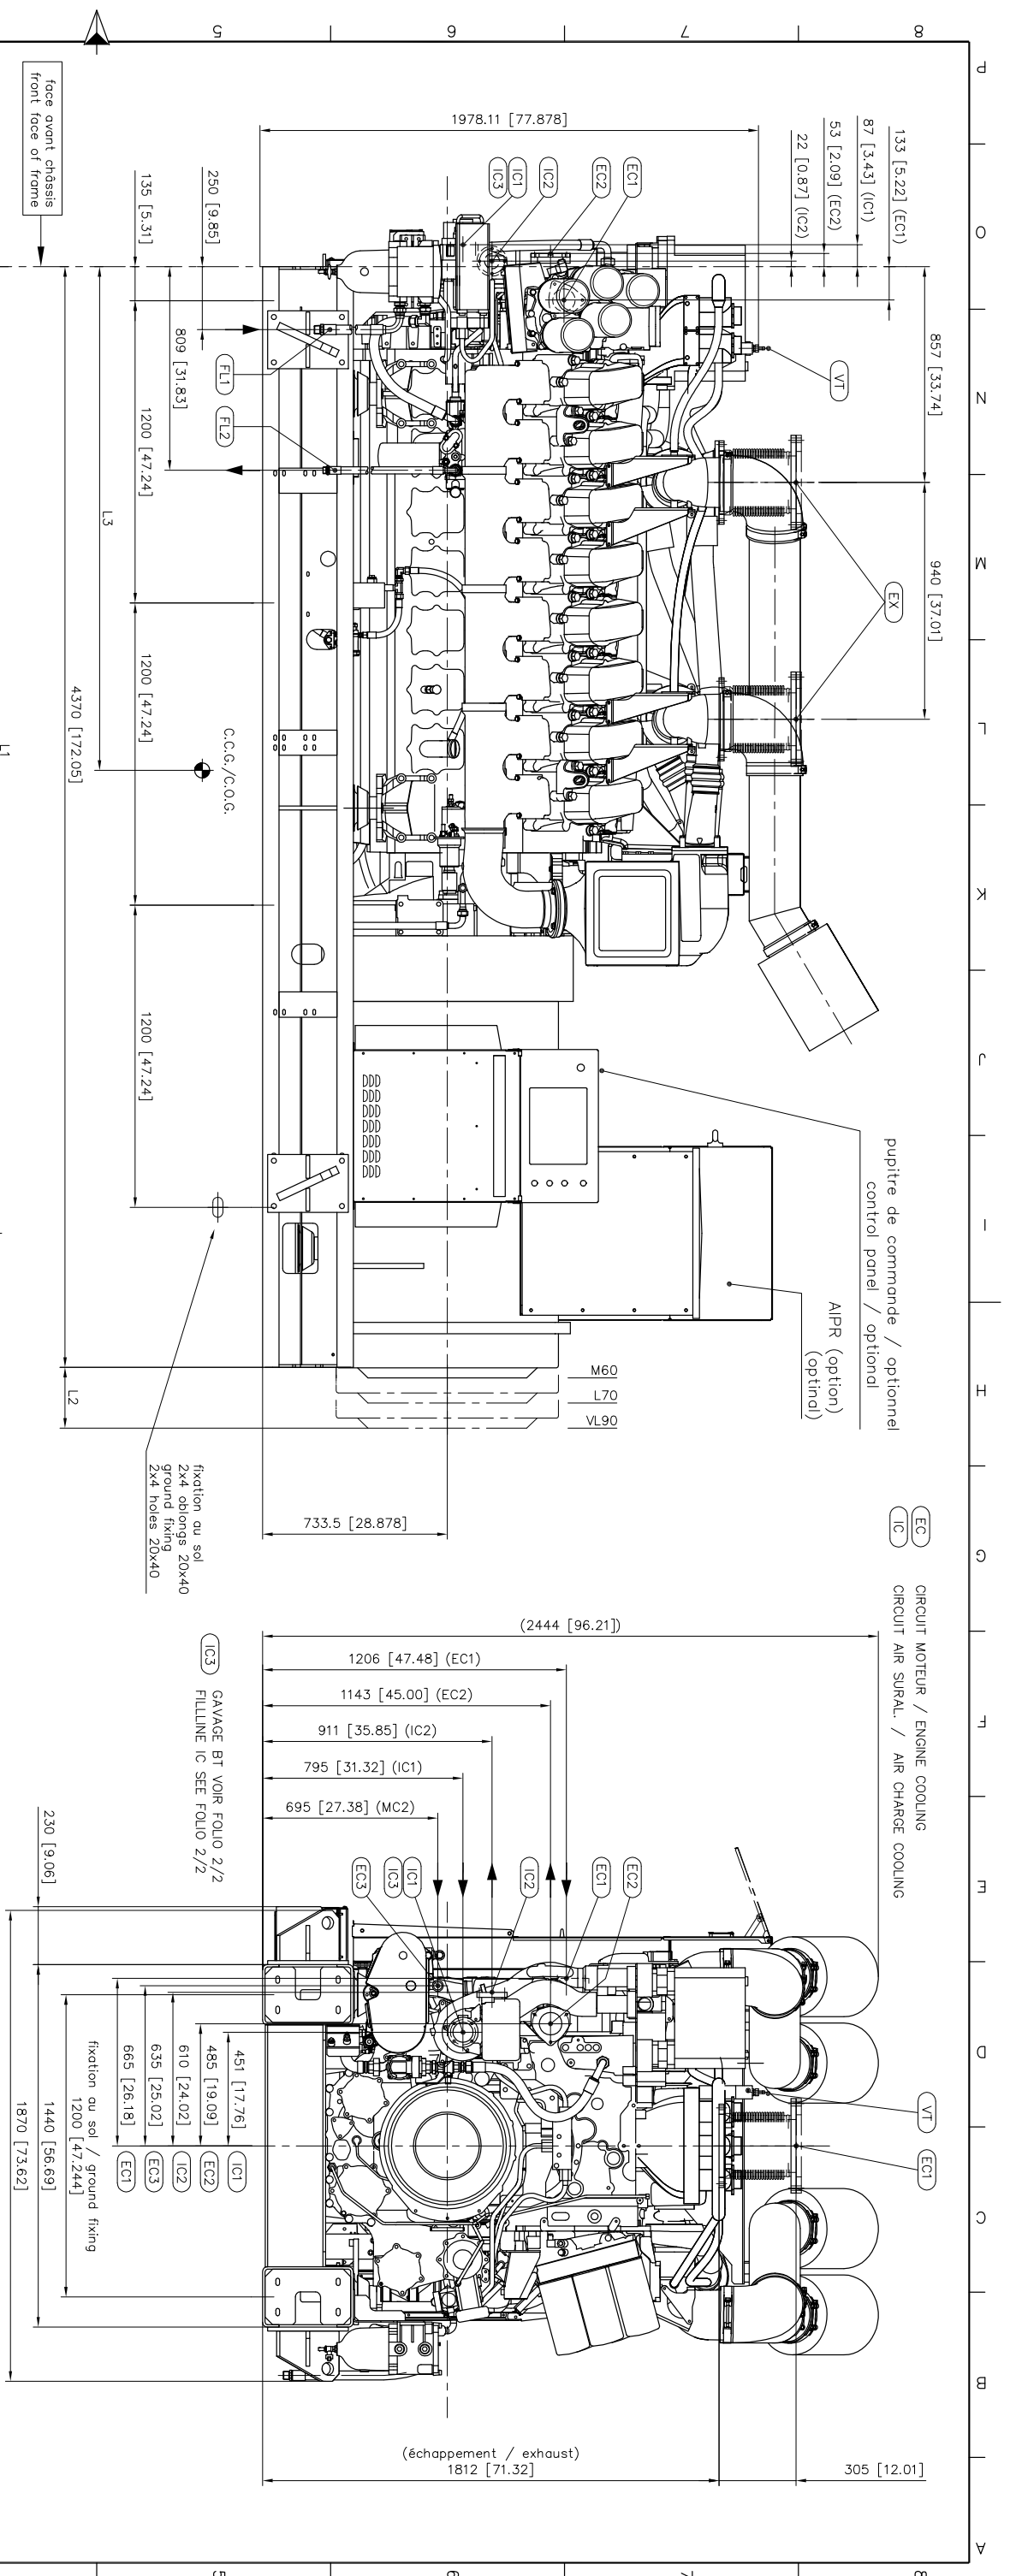 5
6
7
8
P
O
N
M
L
K
J
I
H
G
F
E
D
C
B
A
face avant châssis
front face of frame
1978.11 [77.878]
133 [5.22] (EC1)
87 [3.43] (IC1)
53 [2.09] (EC2)
22 [0.87] (IC2)
EC1
EC2
IC2
IC1
IC3
250 [9.85]
135 [5.31]
857 [33.74]
VT
809 [31.83]
FL1
FL2
1200 [47.24]
L3
940 [37.01]
EX
1200 [47.24]
4370 [172.05]
L1
C.C.G./C.O.G.
1200 [47.24]
pupitre de commande / optionnel
control panel / optional
AIPR (option)
(optinal)
M60
L70
VL90
L2
fixation au sol
2x4 oblongs 20x40
ground fixing
2x4 holes 20x40
733.5 [28.878]
EC
CIRCUIT MOTEUR / ENGINE COOLING
IC
CIRCUIT AIR SURAL. / AIR CHARGE COOLING
(2444 [96.21])
1206 [47.48] (EC1)
1143 [45.00] (EC2)
911 [35.85] (IC2)
795 [31.32] (IC1)
695 [27.38] (MC2)
IC3
GAVAGE BT VOIR FOLIO 2/2
FILLLINE IC SEE FOLIO 2/2
230 [9.06]
EC2
EC1
IC2
IC1
IC3
EC3
VT
EC1
451 [17.76]
IC1
485 [19.09]
EC2
610 [24.02]
IC2
635 [25.02]
EC3
665 [26.18]
EC1
fixation au sol / ground fixing
1200 [47.244]
1440 [56.69]
1870 [73.62]
(échappement / exhaust)
1812 [71.32]
305 [12.01]
5
6
7
8